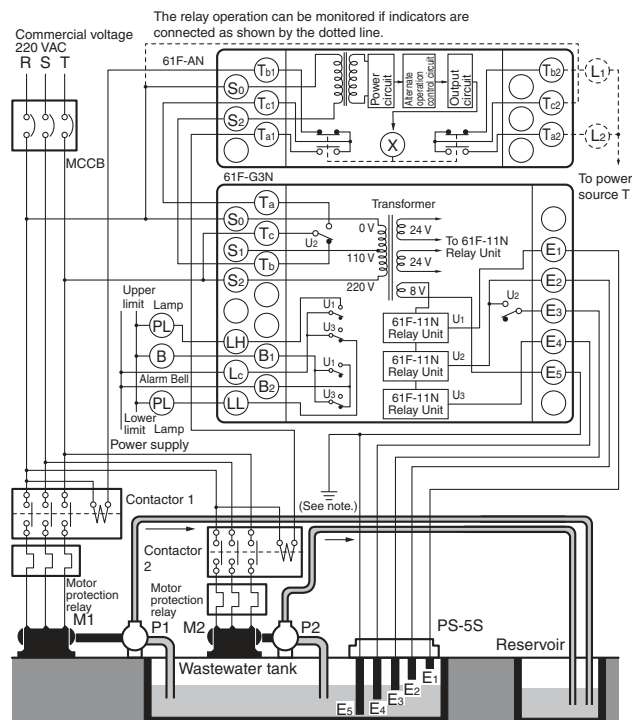 The relay operation can be monitored if indicators are
connected as shown by the dotted line.
Commercial voltage
220 VAC
R S T
MCCB
61F-AN
Tb1
S0
Tc1
S2
Ta1
Power circuit
Alternate operation control circuit
Output circuit
X
Tb2
Tc2
Ta2
L1
L2
To power
source T
61F-G3N
Ta
S0
Tc
S1
Tb
S2
U2
Transformer
0 V
110 V
220 V
24 V
24 V
8 V
To 61F-11N
Relay Unit
E1
E2
E3
E4
E5
U2
61F-11N
Relay Unit
U1
61F-11N
Relay Unit
U2
61F-11N
Relay Unit
U3
U1
U3
U1
U3
LH
B1
Lc
B2
LL
Upper
limit
Lamp
PL
B
Alarm Bell
PL
Lower
limit
Lamp
Power supply
(See note.)
Contactor 1
Contactor
2
Motor
protection
relay
Motor
protection
relay
M1
P1
M2
P2
PS-5S
Reservoir
Wastewater tank
E5
E4
E3
E2
E1